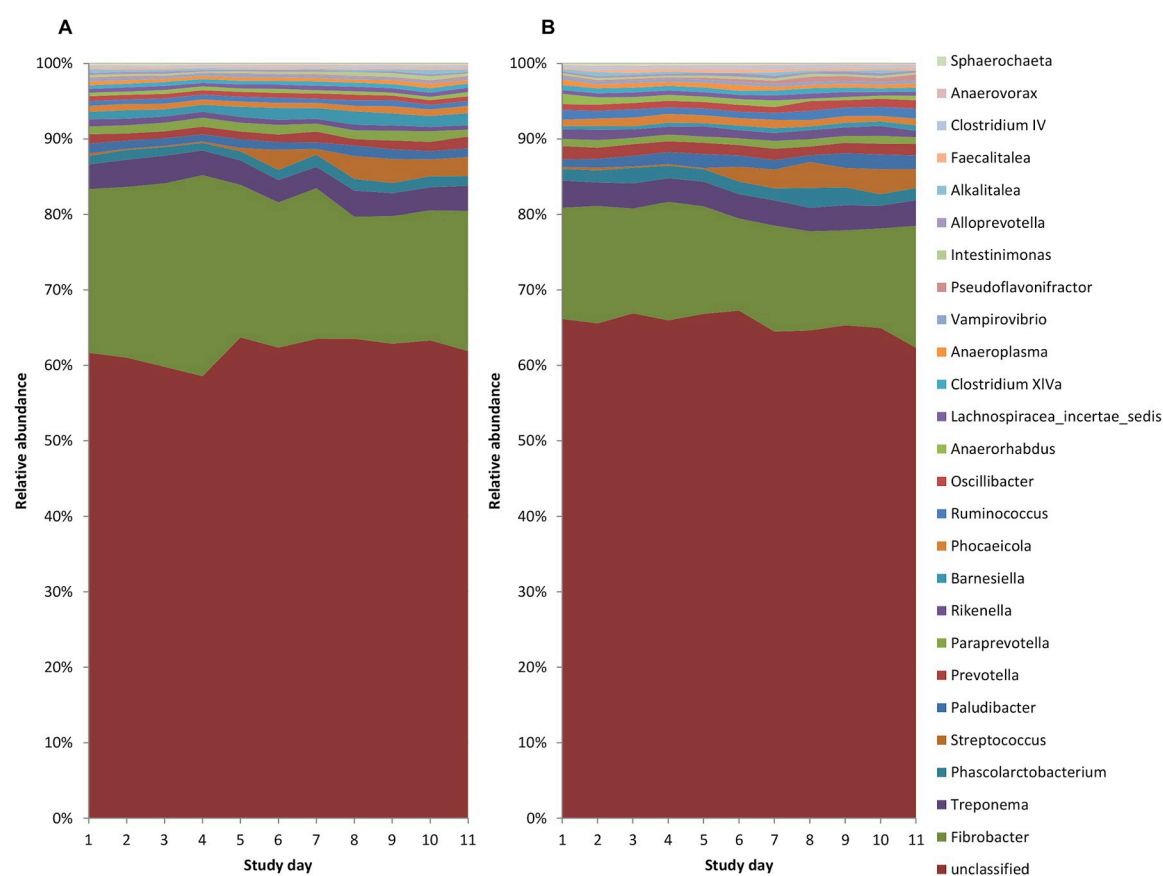 A
B
100%
90%
80%
70%
60%
50%
40%
30%
20%
10%
0%
Relative abundance
1 2 3 4 5 6 7 8 9 10 11
Study day
100%
90%
80%
70%
60%
50%
40%
30%
20%
10%
0%
Relative abundance
1 2 3 4 5 6 7 8 9 10 11
Study day
Sphaerochaeta
Anaerovorax
Clostridium IV
Faecalitalea
Alkalitalea
Alloprevotella
Intestinimonas
Pseudoflavonifractor
Vampirovibrio
Anaeroplasma
Clostridium XlVa
Lachnospiracea_incertae_sedis
Anaerorhabdus
Oscillibacter
Ruminococcus
Phocaeicola
Barnesiella
Rikenella
Paraprevotella
Prevotella
Paludibacter
Streptococcus
Phascolarctobacterium
Treponema
Fibrobacter
unclassified